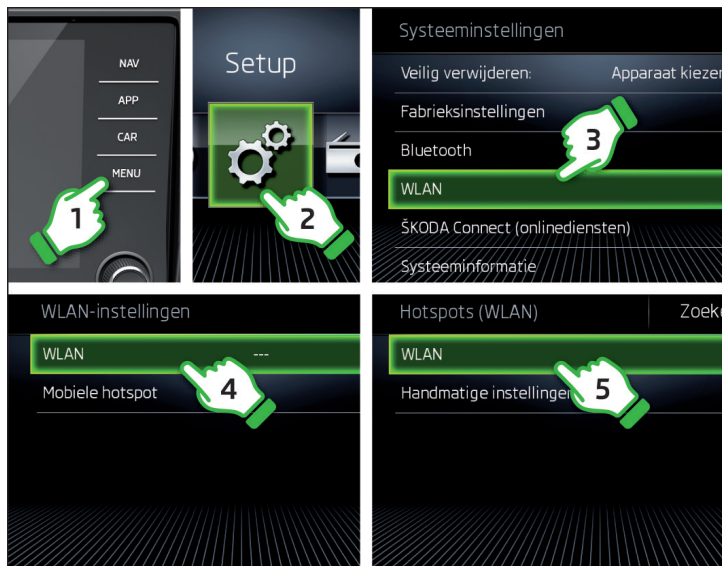 NAV
APP
CAR
MENU
1
Setup
2
Systeeminstellingen
Veilig verwijderen: Apparaat kiezen
Fabrieksinstellingen
Bluetooth
3
WLAN
ŠKODA Connect (onlinediensten)
Systeeminformatie
WLAN-instellingen
WLAN ---
Mobiele hotspot
4
Hotspots (WLAN) Zoeke
WLAN
Handmatige instellingen
5